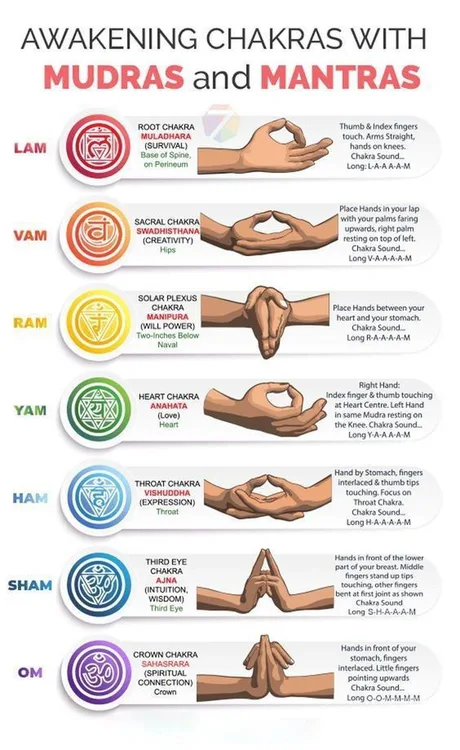 AWAKENING CHAKRAS WITH
MUDRAS and MANTRAS
LAM
ROOT CHAKRA
MULADHARA
(SURVIVAL)
Base of Spine,
on Perineum
Thumb & Index fingers
touch. Arms Straight,
hands on knees.
Chakra Sound...
Long: L-A-A-A-A-M
VAM
SACRAL CHAKRA
SWADHISTHANA
(CREATIVITY)
Hips
Place Hands in your lap
with your palms faring
upwards, right palm
resting on top of left.
Chakra Sound...
Long V-A-A-A-A-M
RAM
SOLAR PLEXUS
CHAKRA
MANIPURA
(WILL POWER)
Two-Inches Below
Naval
Place Hands between your
heart and your stomach.
Chakra Sound...
Long R-A-A-A-A-M
YAM
HEART CHAKRA
ANAHATA
(Love)
Heart
Right Hand:
Index finger & thumb touching
at Heart Centre. Left Hand
in same Mudra resting on
the Knee. Chakra Sound...
Long Y-A A A A-M
HAM
THROAT CHAKRA
VISHUDDHA
(EXPRESSION)
Throat
Hand by Stomach, fingers
interlaced & thumb tips
touching. Focus on
Throat Chakra.
Chakra Sound...
Long H-A-A-A-A-M
SHAM
THIRD EYE
CHAKRA
AJNA
(INTUITION,
WISDOM)
Third Eye
Hands in front of the lower
part of your breast. Middle
fingers stand up tips
touching, other fingers
bent at first joint as shown
Chakra Sound
Long S-H-A-A-A-M
OM
CROWN CHAKRA
SAHASRARA
(SPIRITUAL
CONNECTION)
Crown
Hands in front of your
stomach, fingers
interlaced. Little fingers
pointing upwards
Chakra Sound...
Long O-O-M-M-M-M